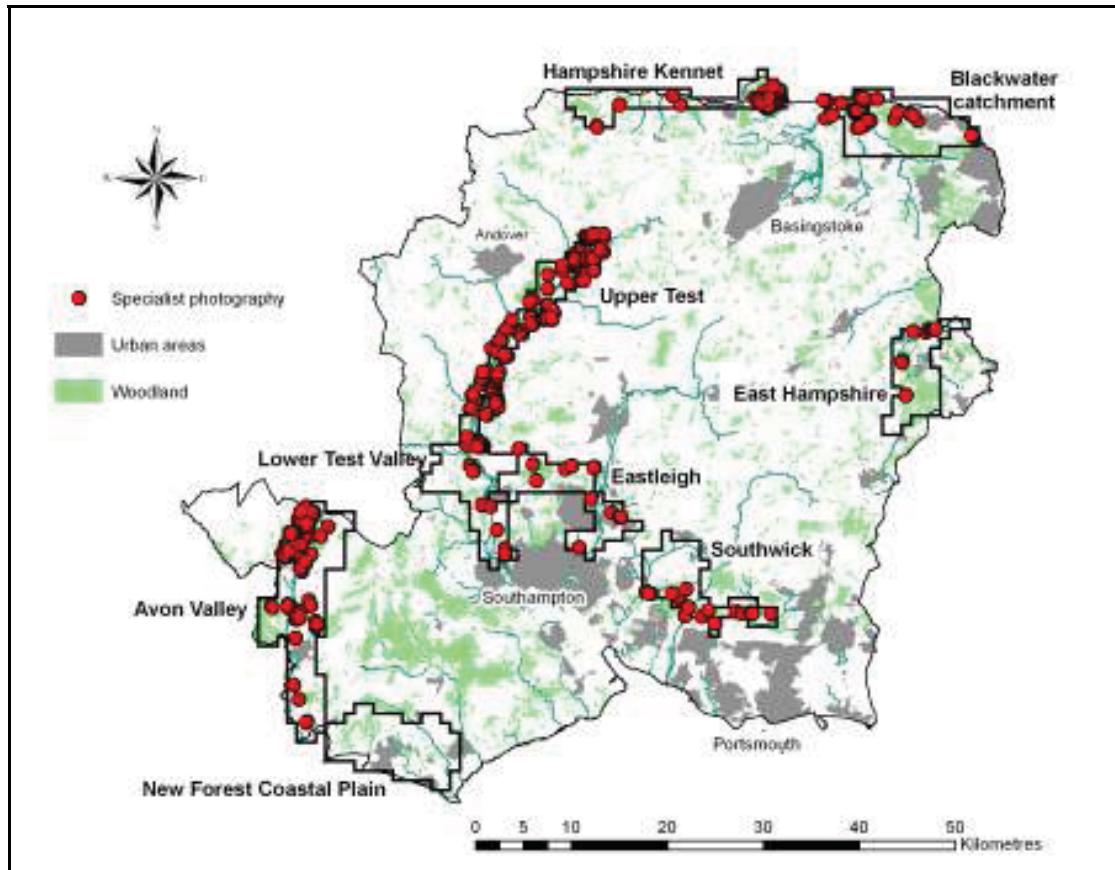 Hampshire Kennet
Blackwater
catchment
N
Andover
Basingstoke
Specialist photography
Upper Test
Urban areas
Woodland
East Hampshire
Lower Test Valley
Eastleigh
Southwick
Southampton
Avon Valley
Portsmouth
New Forest Coastal Plain
0 5 10 20 30 40 50
Kilometres